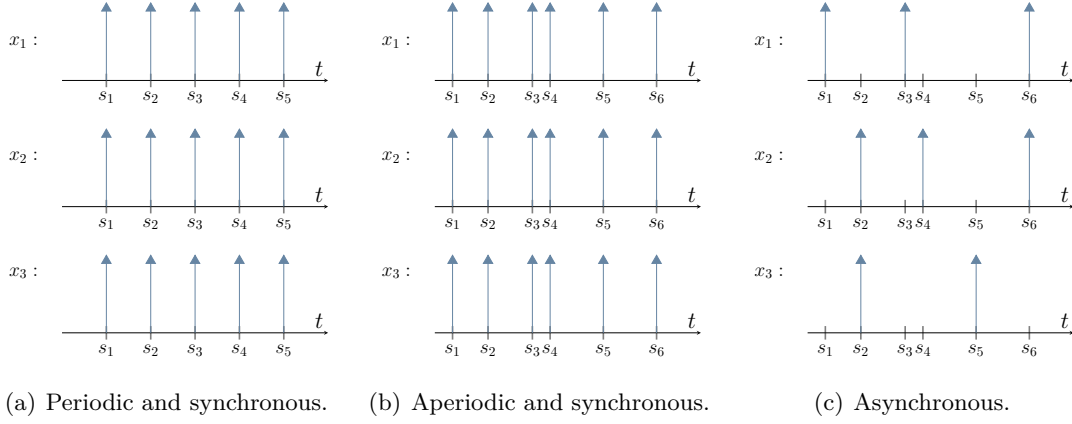 x₁ :
t
s₁ s₂ s₃ s₄ s₅
x₂ :
t
s₁ s₂ s₃ s₄ s₅
x₃ :
t
s₁ s₂ s₃ s₄ s₅
(a) Periodic and synchronous.
x₁ :
t
s₁ s₂ s₃ s₄ s₅ s₆
x₂ :
t
s₁ s₂ s₃ s₄ s₅ s₆
x₃ :
t
s₁ s₂ s₃ s₄ s₅ s₆
(b) Aperiodic and synchronous.
x₁ :
t
s₁ s₂ s₃ s₄ s₅ s₆
x₂ :
t
s₁ s₂ s₃ s₄ s₅ s₆
x₃ :
t
s₁ s₂ s₃ s₄ s₅ s₆
(c) Asynchronous.